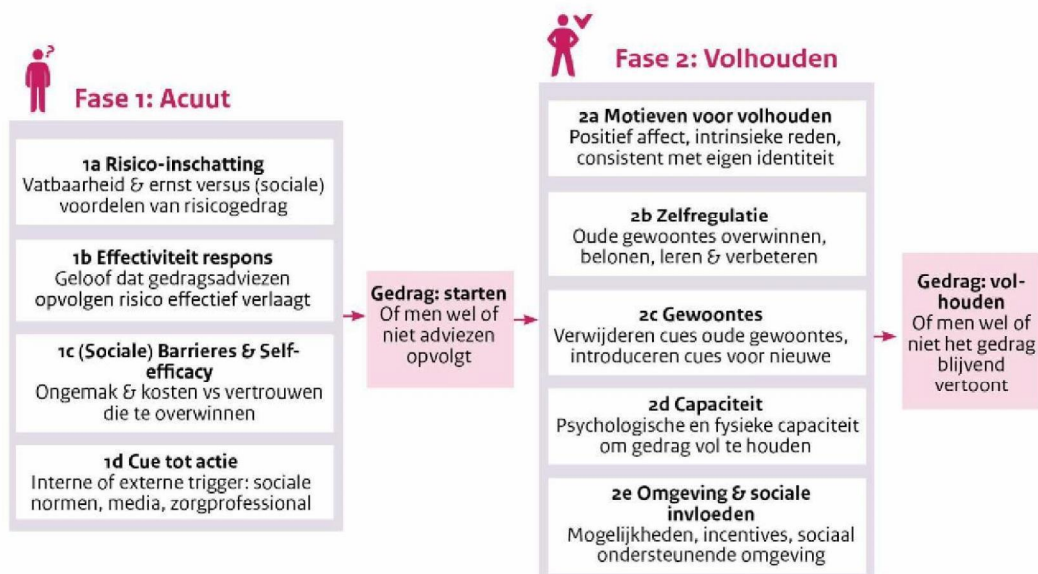 Fase 1: Acuut
1a Risico-inschatting
Vatbaarheid & ernst versus (sociale)
voordelen van risicogedrag
1b Effectiviteit respons
Geloof dat gedragsadviezen
opvolgen risico effectief verlaagt
1c (Sociale) Barrieres & Self-
efficacy
Ongemak & kosten vs vertrouwen
die te overwinnen
1d Cue tot actie
Interne of externe trigger: sociale
normen, media, zorgprofessional
Gedrag: starten
Of men wel of
niet adviezen
opvolgt
Fase 2: Volhouden
2a Motieven voor volhouden
Positief affect, intrinsieke reden,
consistent met eigen identiteit
2b Zelfregulatie
Oude gewoontes overwinnen,
belonen, leren & verbeteren
2c Gewoontes
Verwijderen cues oude gewoontes,
introduceren cues voor nieuwe
2d Capaciteit
Psychologische en fysieke capaciteit
om gedrag vol te houden
2e Omgeving & sociale
invloeden
Mogelijkheden, incentives, sociaal
ondersteunende omgeving
Gedrag: vol-
houden
Of men wel of
niet het gedrag
blijvend
vertoont